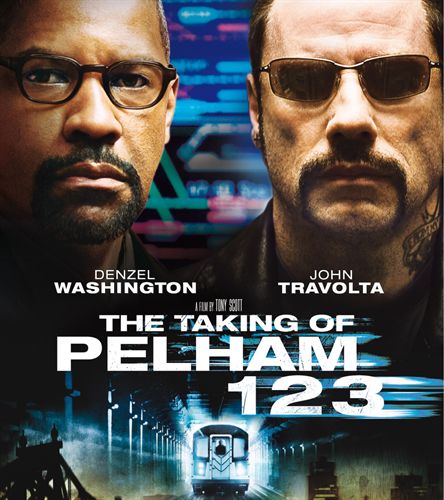 DENZEL
WASHINGTON
JOHN
TRAVOLTA
A FILM BY TONY SCOTT
THE TAKING OF
PELHAM
123